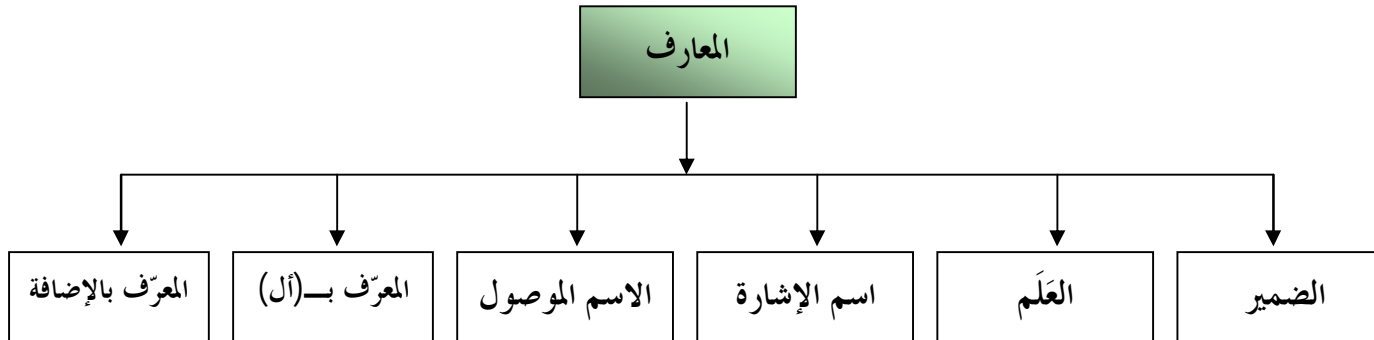 المعارف
الضمير
العَلَم
اسم الإشارة
الاسم الموصول
المعرّف بـــ(أل)
المعرّف بالإضافة